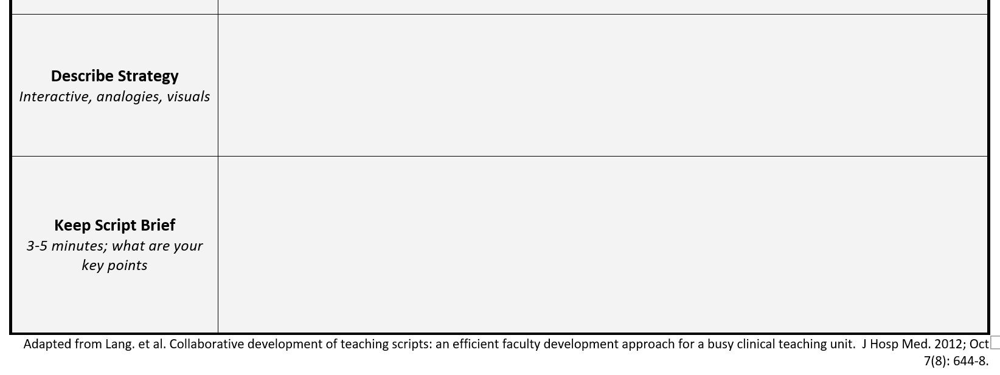 Describe Strategy
Interactive, analogies, visuals
Keep Script Brief
3-5 minutes; what are your
key points
Adapted from Lang. et al. Collaborative development of teaching scripts: an efficient faculty development approach for a busy clinical teaching unit.  J Hosp Med. 2012; Oct
7(8): 644-8.